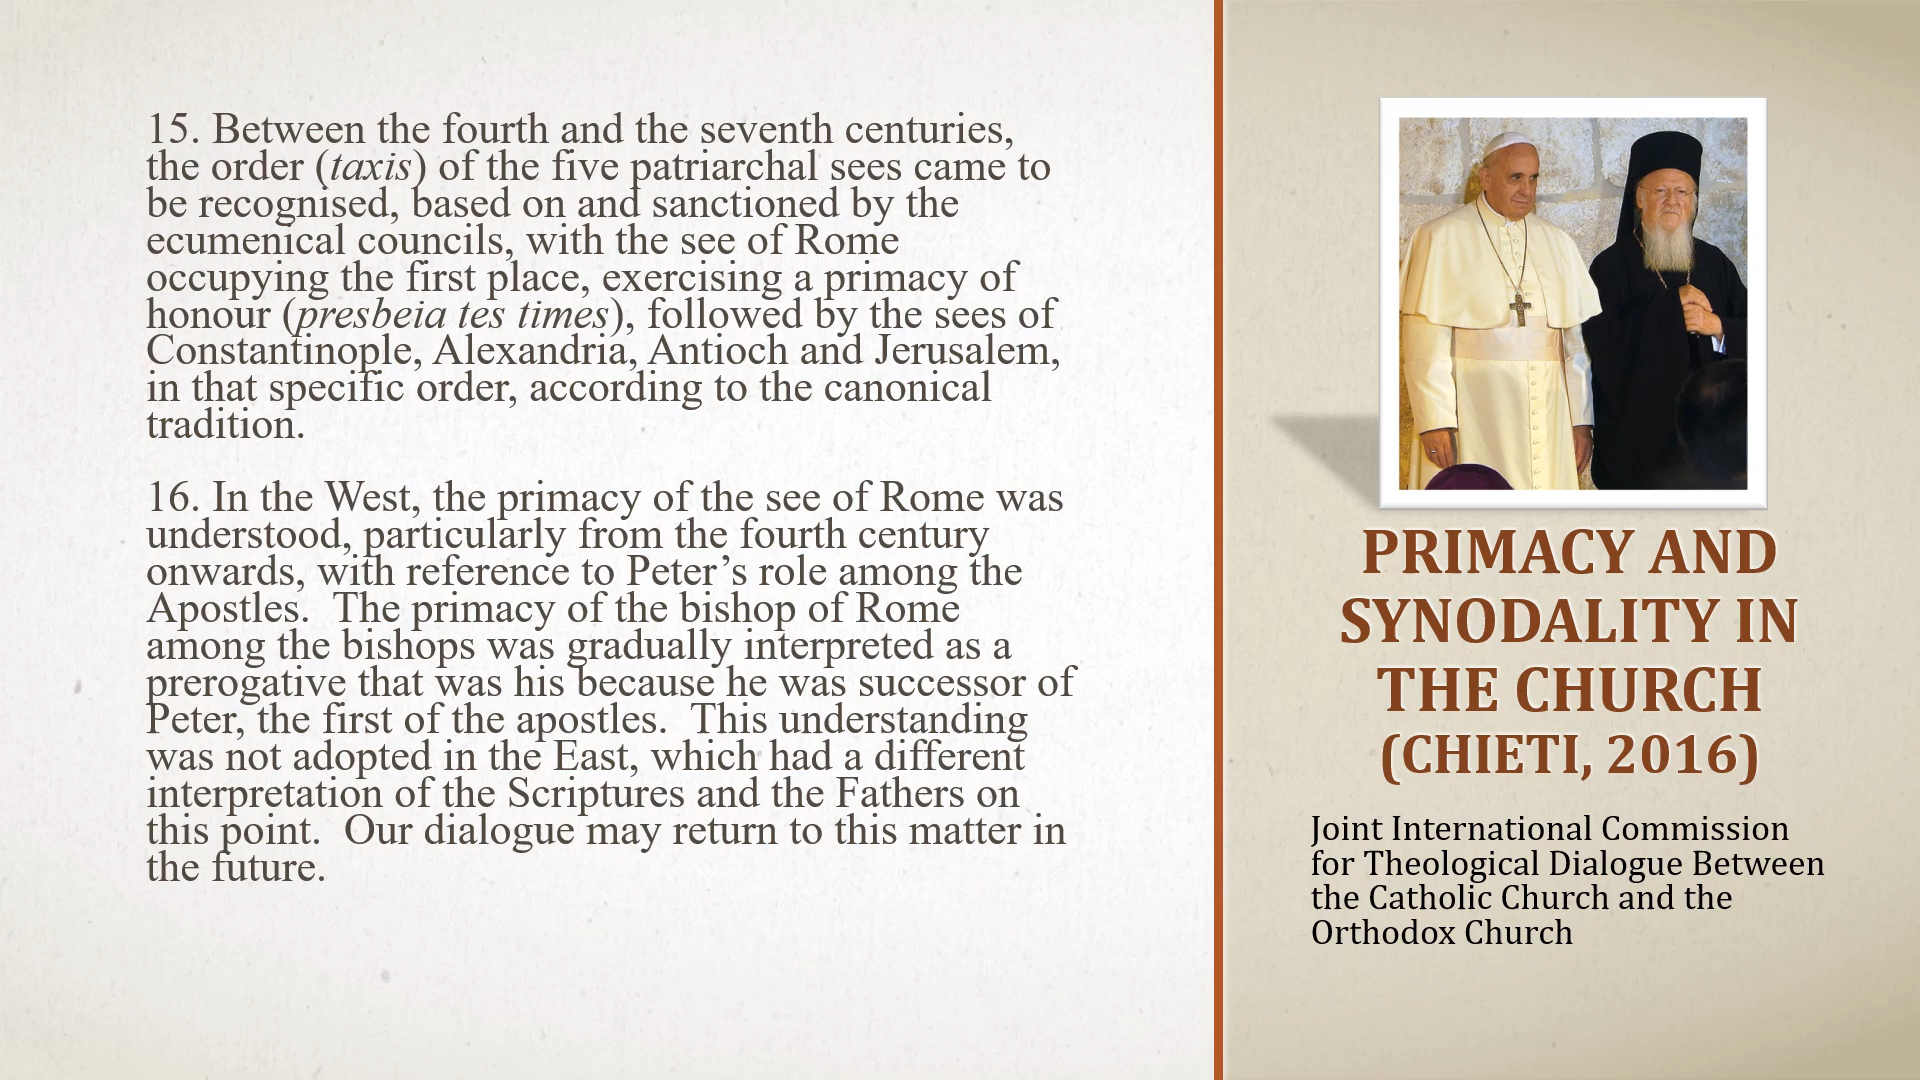 15. Between the fourth and the seventh centuries,
the order (taxis) of the five patriarchal sees came to
be recognised, based on and sanctioned by the
ecumenical councils, with the see of Rome
occupying the first place, exercising a primacy of
honour (presbeia tes times), followed by the sees of
Constantinople, Alexandria, Antioch and Jerusalem,
in that specific order, according to the canonical
tradition.
16. In the West, the primacy of the see of Rome was
understood, particularly from the fourth century
onwards, with reference to Peter’s role among the
Apostles.  The primacy of the bishop of Rome
among the bishops was gradually interpreted as a
prerogative that was his because he was successor of
Peter, the first of the apostles.  This understanding
was not adopted in the East, which had a different
interpretation of the Scriptures and the Fathers on
this point.  Our dialogue may return to this matter in
the future.
PRIMACY AND
SYNODALITY IN
THE CHURCH
(CHIETI, 2016)
Joint International Commission
for Theological Dialogue Between
the Catholic Church and the
Orthodox Church